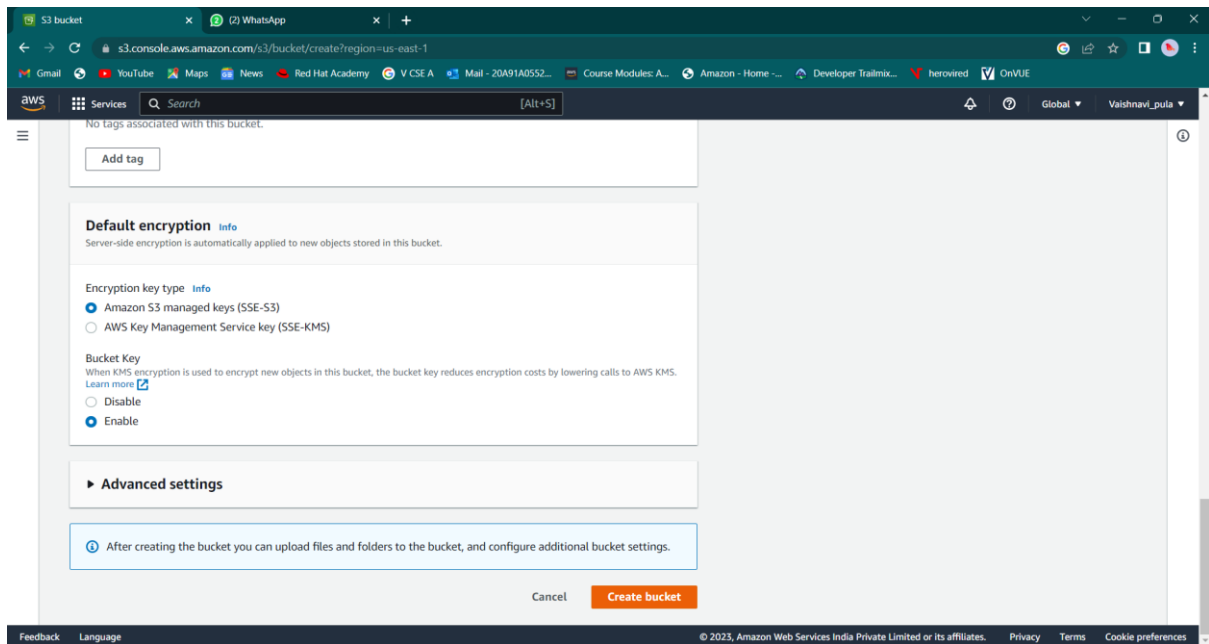 S3 bucket
(2) WhatsApp
s3.console.aws.amazon.com/s3/bucket/create?region=us-east-1
Gmail YouTube Maps News Red Hat Academy V CSE A Mail - 20A91A0552... Course Modules: A... Amazon - Home -... Developer Trailmix... herovired OnVUE
aws Services Search [Alt+S] Global Vaishnavi_pula
No tags associated with this bucket.
Add tag
Default encryption Info
Server-side encryption is automatically applied to new objects stored in this bucket.
Encryption key type Info
Amazon S3 managed keys (SSE-S3)
AWS Key Management Service key (SSE-KMS)
Bucket Key
When KMS encryption is used to encrypt new objects in this bucket, the bucket key reduces encryption costs by lowering calls to AWS KMS.
Learn more
Disable
Enable
Advanced settings
After creating the bucket you can upload files and folders to the bucket, and configure additional bucket settings.
Cancel Create bucket
Feedback Language © 2023, Amazon Web Services India Private Limited or its affiliates. Privacy Terms Cookie preferences